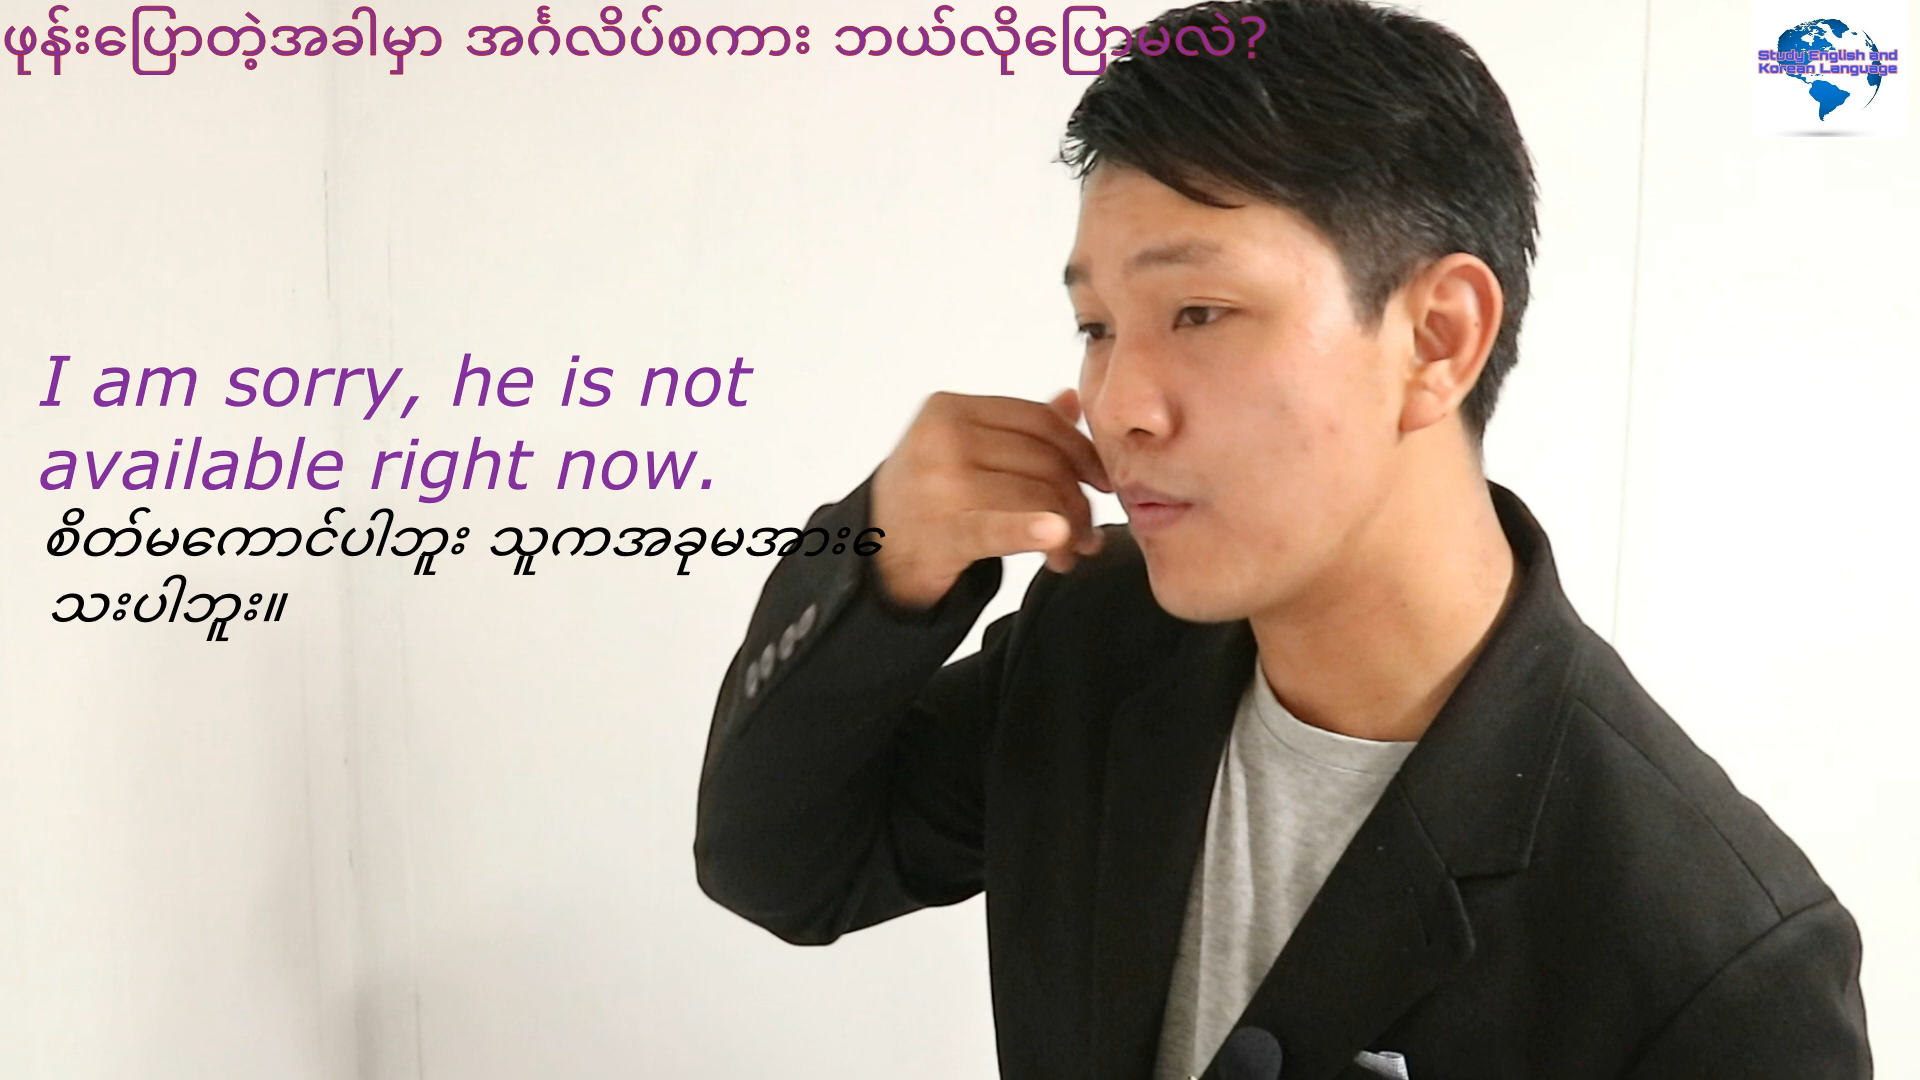 ဖုန်းပြောတဲ့အခါမှာ အင်္ဂလိပ်စကား ဘယ်လိုပြောမလဲ?
Study English and
Korean Language
I am sorry, he is not
available right now.
စိတ်မကောင်ပါဘူး သူကအခုမအားေ
သးပါဘူး။